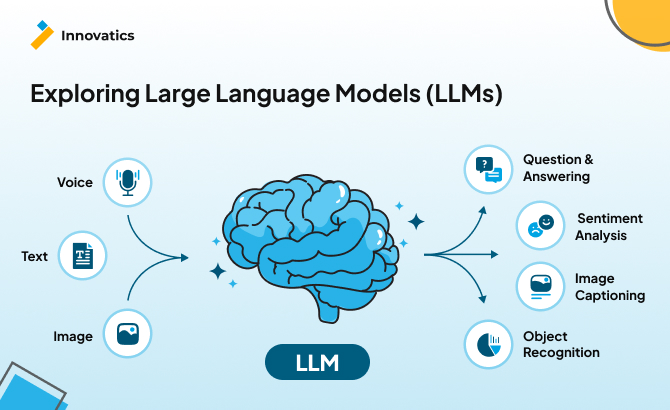 Innovatics
Exploring Large Language Models (LLMs)
Voice
Text
Image
LLM
Question &
Answering
Sentiment
Analysis
Image
Captioning
Object
Recognition